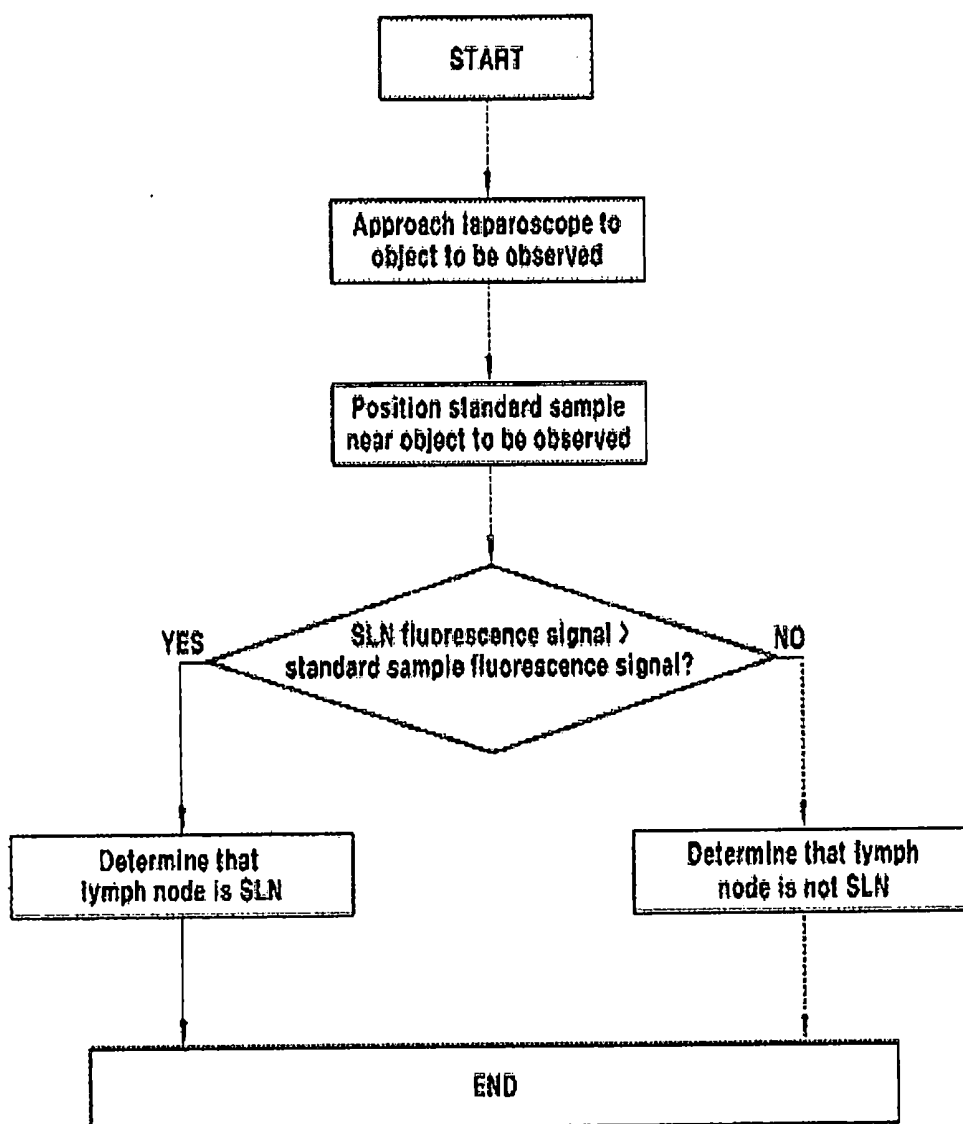 START
Approach laparoscope to
object to be observed
Position standard sample
near object to be observed
SLN fluorescence signal >
standard sample fluorescence signal?
YES
NO
Determine that
lymph node is SLN
Determine that lymph
node is not SLN
END